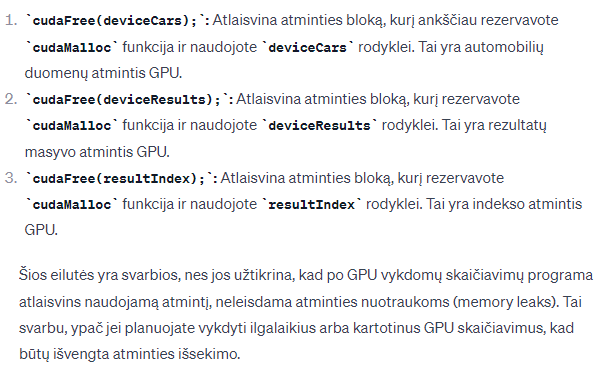 1. `cudaFree(deviceCars);`: Atlaisvina atminties bloką, kurį anksčiau rezervavote
`cudaMalloc` funkcija ir naudojote `deviceCars` rodyklei. Tai yra automobilių
duomenų atmintis GPU.
2. `cudaFree(deviceResults);`: Atlaisvina atminties bloką, kurį rezervavote
`cudaMalloc` funkcija ir naudojote `deviceResults` rodyklei. Tai yra rezultatų
masyvo atmintis GPU.
3. `cudaFree(resultIndex);`: Atlaisvina atminties bloką, kurį rezervavote
`cudaMalloc` funkcija ir naudojote `resultIndex` rodyklei. Tai yra indekso atmintis
GPU.
Šios eilutės yra svarbios, nes jos užtikrina, kad po GPU vykdomų skaičiavimų programa
atlaisvins naudojamą atmintį, neleisdama atminties nuotraukoms (memory leaks). Tai
svarbu, ypač jei planuojate vykdyti ilgalaikius arba kartotinus GPU skaičiavimus, kad
būtų išvengta atminties išsekimo.